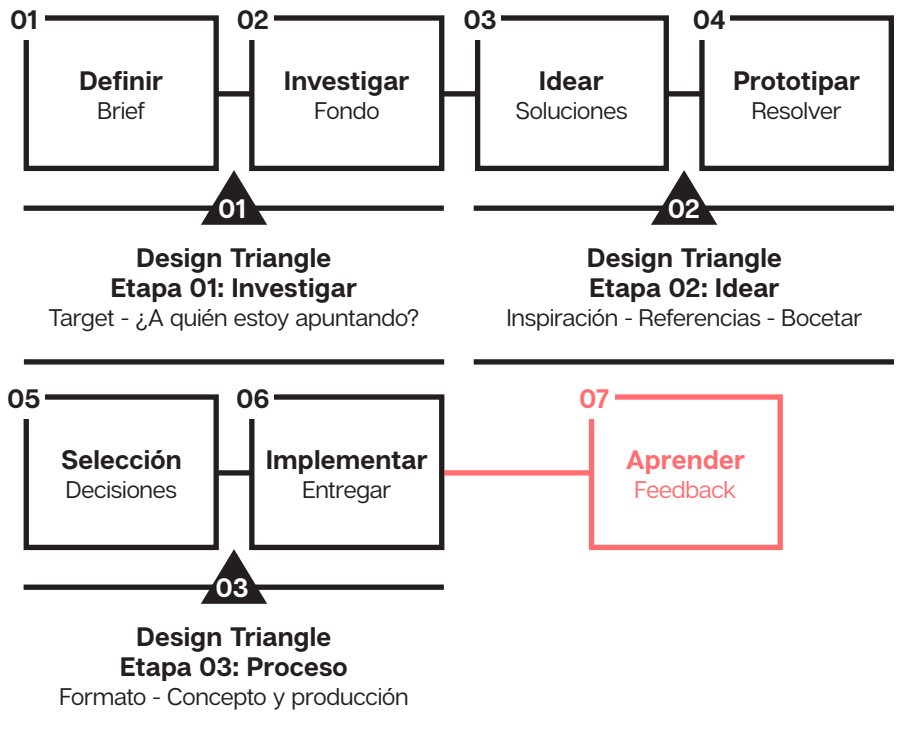 01
Definir
Brief
02
Investigar
Fondo
03
Idear
Soluciones
04
Prototipar
Resolver
01
Design Triangle
Etapa 01: Investigar
Target - ¿A quién estoy apuntando?
02
Design Triangle
Etapa 02: Idear
Inspiración - Referencias - Bocetar
05
Selección
Decisiones
06
Implementar
Entregar
07
Aprender
Feedback
03
Design Triangle
Etapa 03: Proceso
Formato - Concepto y producción